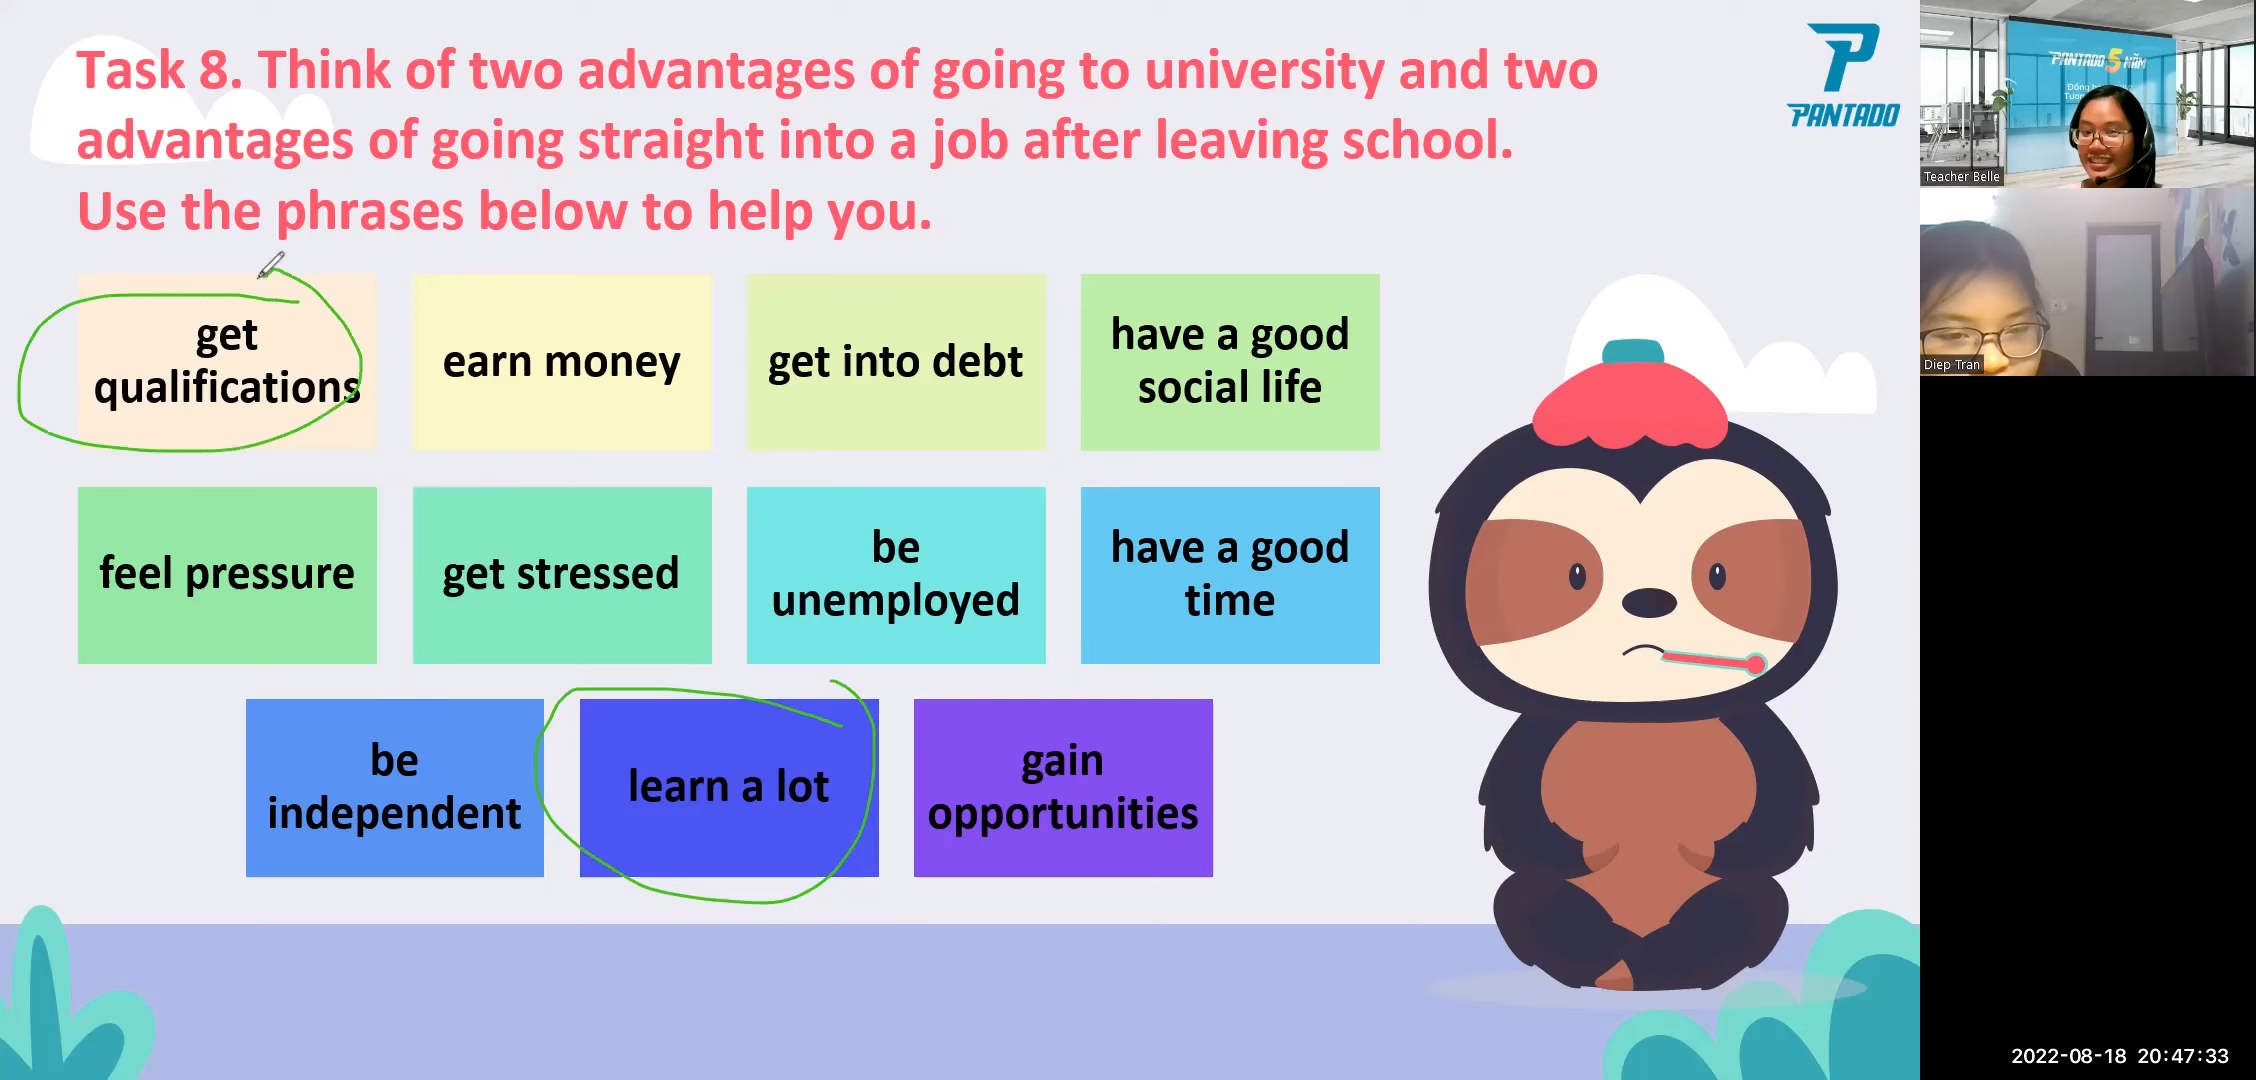 Task 8. Think of two advantages of going to university and two
advantages of going straight into a job after leaving school.
Use the phrases below to help you.
PANTADO
get
qualifications
earn money
get into debt
have a good
social life
feel pressure
get stressed
be
unemployed
have a good
time
be
independent
learn a lot
gain
opportunities
PANTADO 5 NĂM
Teacher Belle
Diep Tran
2022-08-18 20:47:33